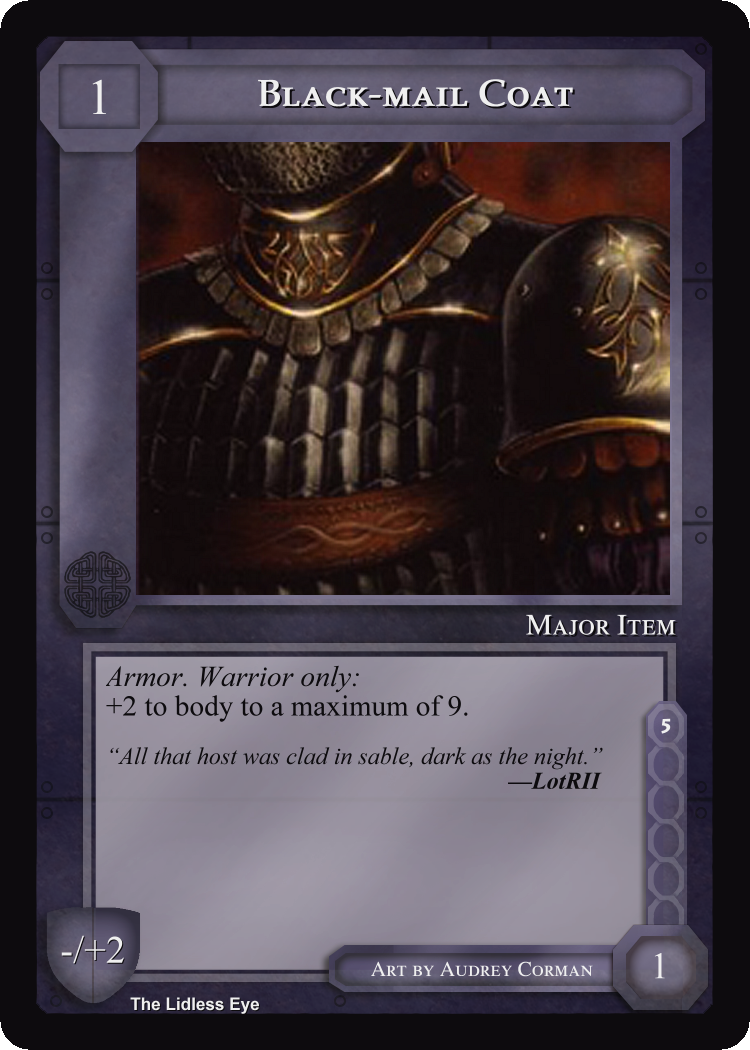 1
Black-mail Coat
Major Item
Armor. Warrior only:
+2 to body to a maximum of 9.
“All that host was clad in sable, dark as the night.”
—LotRII
5
-/+2
Art by Audrey Corman
1
The Lidless Eye